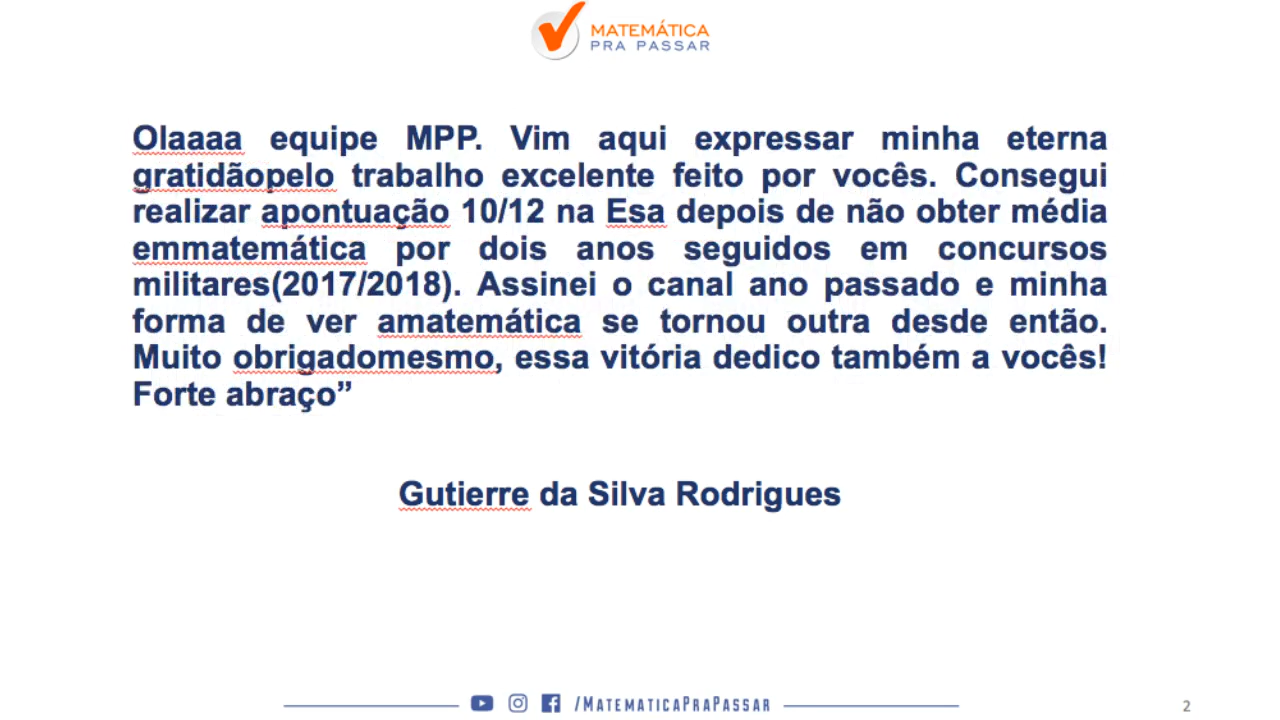 MATEMÁTICA
PRA PASSAR
Olaaaa equipe MPP. Vim aqui expressar minha eterna
gratidãopelo trabalho excelente feito por vocês. Consegui
realizar apontuação 10/12 na Esa depois de não obter média
emmatemática por dois anos seguidos em concursos
militares(2017/2018). Assinei o canal ano passado e minha
forma de ver amatemática se tornou outra desde então.
Muito obrigadomesmo, essa vitória dedico também a vocês!
Forte abraço”
Gutierre da Silva Rodrigues
/MATEMATICAPRAPASSAR
2